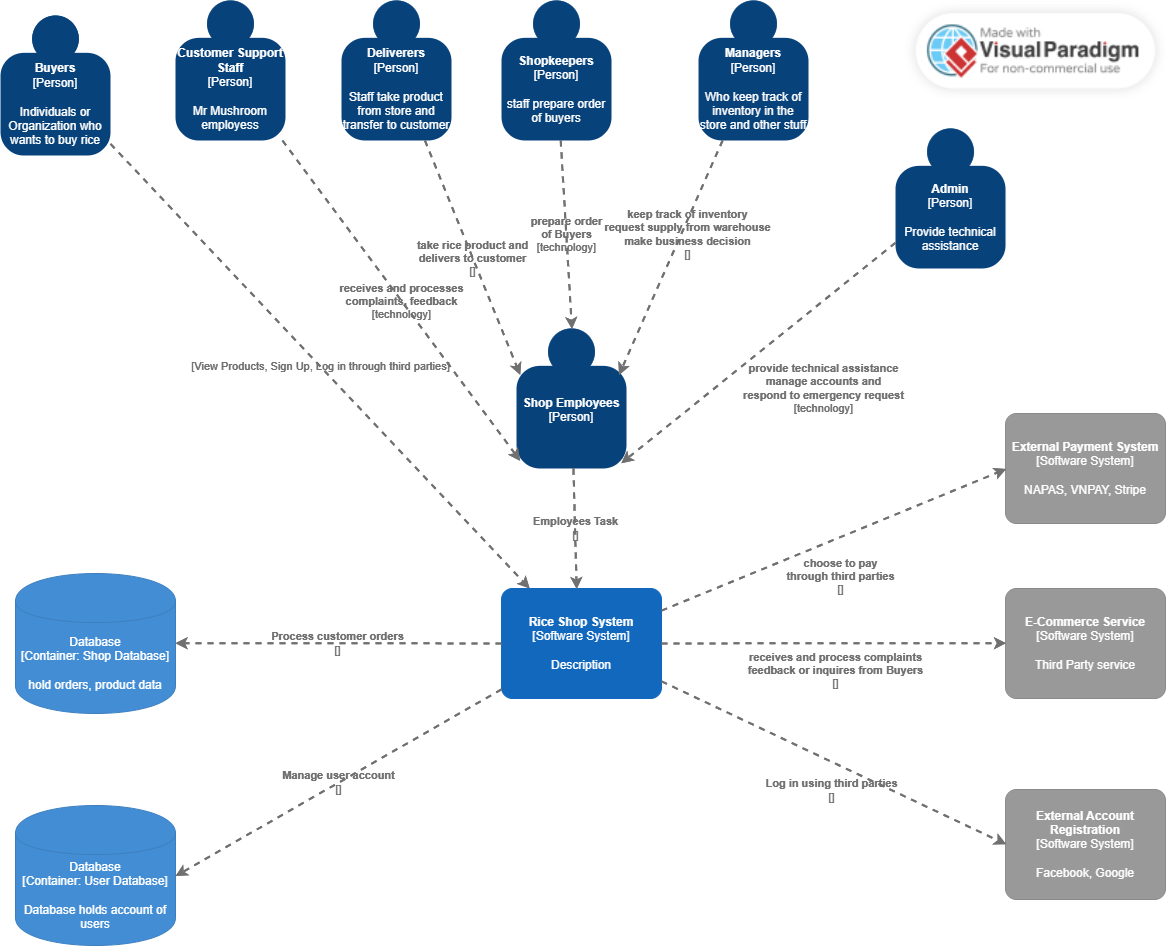 Buyers
[Person]
Individuals or
Organization who
wants to buy rice
Customer Support
Staff
[Person]
Mr Mushroom
employess
Deliverers
[Person]
Staff take product
from store and
transfer to customer
Shopkeepers
[Person]
staff prepare order
of buyers
Managers
[Person]
Who keep track of
inventory in the
store and other stuff
Made with
Visual Paradigm
For non-commercial use
Admin
[Person]
Provide technical
assistance
keep track of inventory
request supply from warehouse
make business decision
[]
prepare order
of Buyers
[technology]
take rice product and
delivers to customer
[]
receives and processes
complaints, feedback
[technology]
[View Products, Sign Up, Log in through third parties]
provide technical assistance
manage accounts and
respond to emergency request
[technology]
Shop Employees
[Person]
External Payment System
[Software System]
NAPAS, VNPAY, Stripe
Employees Task
[]
choose to pay
through third parties
[]
Rice Shop System
[Software System]
Description
E-Commerce Service
[Software System]
Third Party service
Process customer orders
[]
Database
[Container: Shop Database]
hold orders, product data
receives and process complaints
feedback or inquires from Buyers
[]
Manage user account
[]
Log in using third parties
[]
External Account
Registration
[Software System]
Facebook, Google
Database
[Container: User Database]
Database holds account of
users